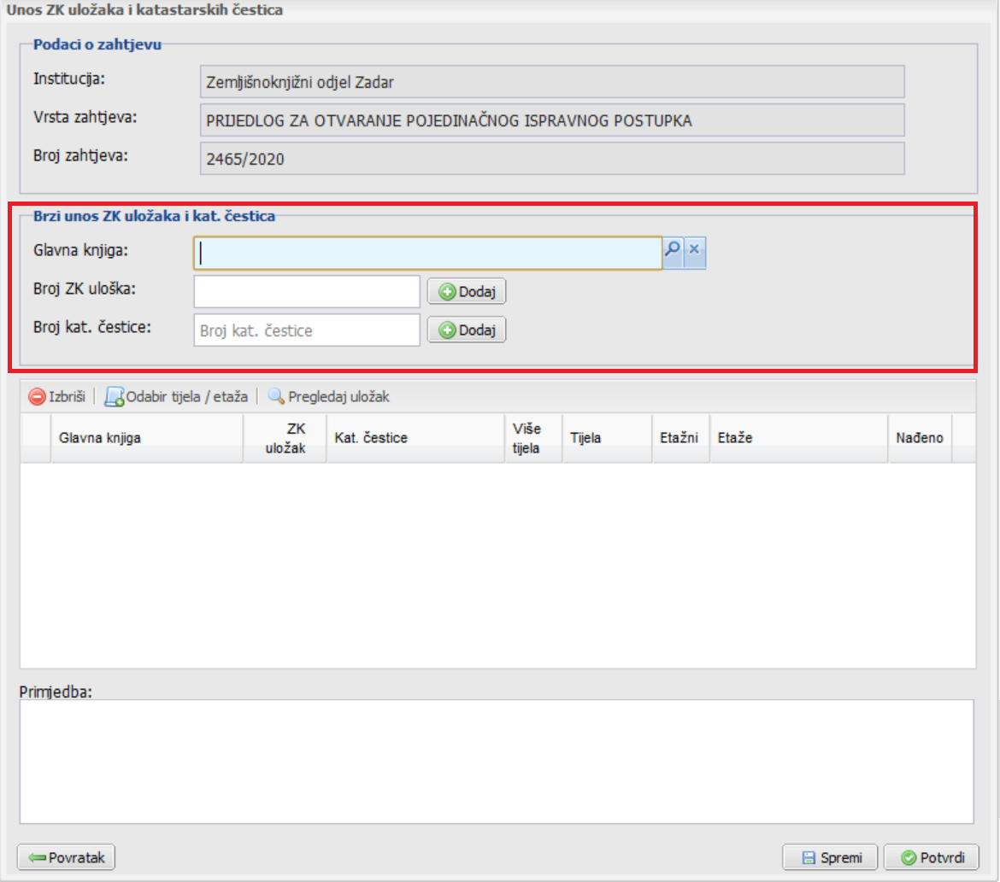 Unos ZK uložaka i katastarskih čestica
Podaci o zahtjevu
Institucija: Zemljišnoknjižni odjel Zadar
Vrsta zahtjeva: PRIJEDLOG ZA OTVARANJE POJEDINAČNOG ISPRAVNOG POSTUPKA
Broj zahtjeva: 2465/2020
Brzi unos ZK uložaka i kat. čestica
Glavna knjiga:
Broj ZK uloška: Dodaj
Broj kat. čestice: Broj kat. čestice Dodaj
Izbriši Odabir tijela / etaža Pregledaj uložak
Glavna knjiga ZK uložak Kat. čestice Više tijela Tijela Etažni Etaže Nađeno
Primjedba:
Povratak Spremi Potvrdi